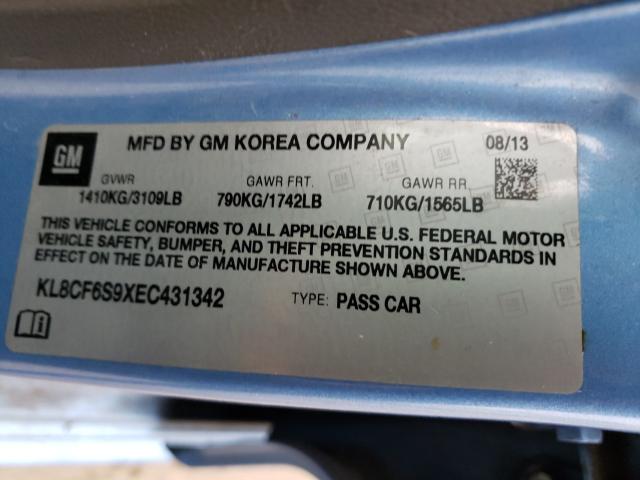 GM MFD BY GM KOREA COMPANY 08/13
GVWR GAWR FRT. GAWR RR.
1410KG/3109LB 790KG/1742LB 710KG/1565LB
THIS VEHICLE CONFORMS TO ALL APPLICABLE U.S. FEDERAL MOTOR
VEHICLE SAFETY, BUMPER, AND THEFT PREVENTION STANDARDS IN
EFFECT ON THE DATE OF MANUFACTURE SHOWN ABOVE.
KL8CF6S9XEC431342 TYPE: PASS CAR